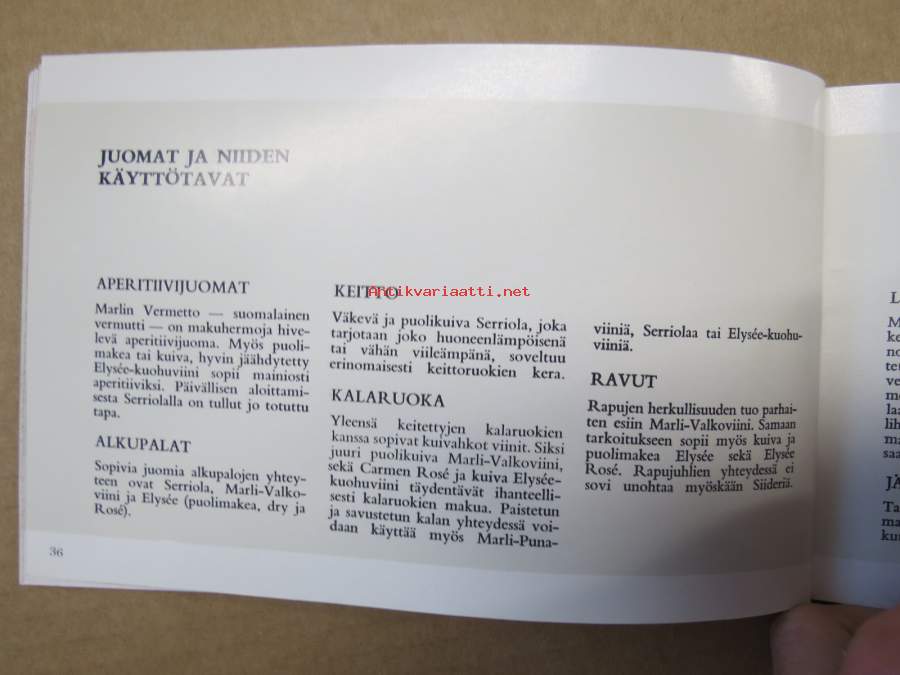 JUOMAT JA NIIDEN
KÄYTTÖTAVAT
APERITIIVIJUOMAT
Marlin Vermetto — suomalainen
vermutti — on makuhermoja hive-
levä aperitiivijuoma. Myös puoli-
makea tai kuiva, hyvin jäähdytetty
Elysée-kuohuviini sopii mainiosti
aperitiiviksi. Päivällisen aloittami-
sesta Serriolalla on tullut jo totuttu
tapa.
ALKUPALAT
Sopivia juomia alkupalojen yhtey-
teen ovat Serriola, Marli-Valko-
viini ja Elysée (puolimakea, dry ja
Rosé).
36
KEITTO
Antikvariaatti.net
Väkevä ja puolikuiva Serriola, joka
tarjotaan joko huoneenlämpöisenä
tai vähän viileämpänä, soveltuu
erinomaisesti keittoruokien kera.
KALARUOKA
Yleensä keitettyjen kalaruokien
kanssa sopivat kuivahkot viinit. Siksi
juuri puolikuiva Marli-Valkoviini,
sekä Carmen Rosé ja kuiva Elysée-
kuohuviini täydentävät ihanteelli-
sesti kalaruokien makua. Paistetun
ja savustetun kalan yhteydessä voi-
daan käyttää myös Marli-Puna-
viiniä, Serriolaa tai Elysée-kuohu-
viiniä.
RAVUT
Rapujen herkullisuuden tuo parhai-
ten esiin Marli-Valkoviini. Samaan
tarkoitukseen sopii myös kuiva ja
puolimakea Elysée sekä Elysée
Rosé. Rapujuhlien yhteydessä ei
sovi unohtaa myöskään Siideriä.